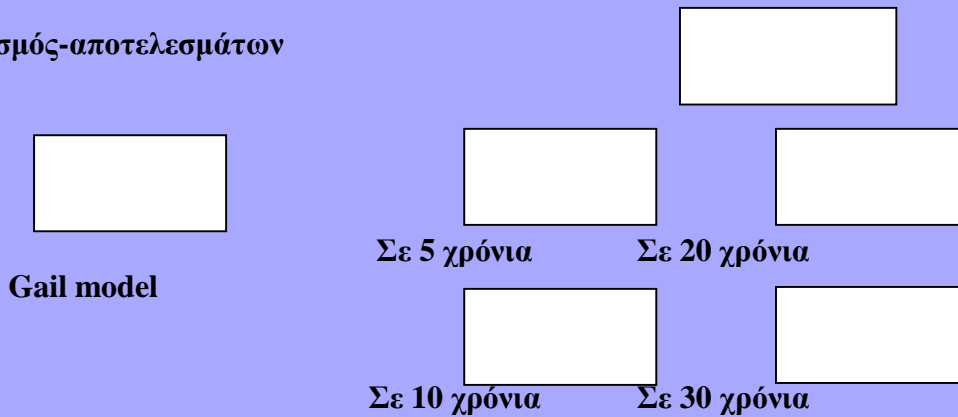 σμός-αποτελεσμάτων
Σε 5 χρόνια
Σε 20 χρόνια
Gail model
Σε 10 χρόνια
Σε 30 χρόνια